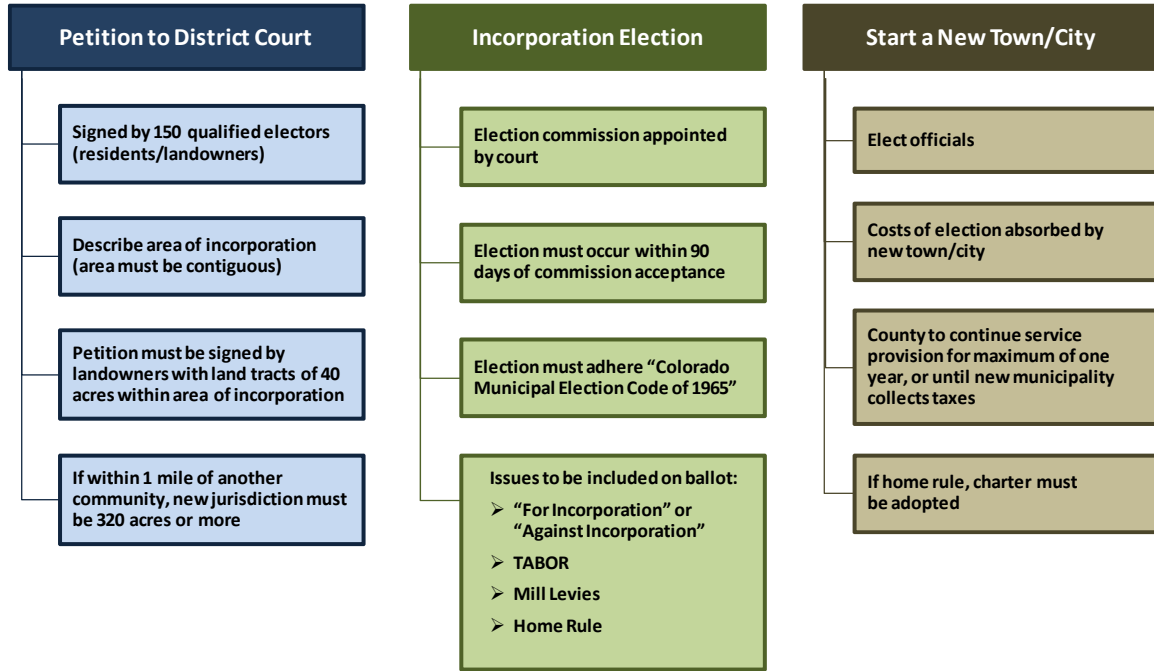 Petition to District Court
Signed by 150 qualified electors
(residents/landowners)
Describe area of incorporation
(area must be contiguous)
Petition must be signed by
landowners with land tracts of 40
acres within area of incorporation
If within 1 mile of another
community, new jurisdiction must
be 320 acres or more
Incorporation Election
Election commission appointed
by court
Election must occur within 90
days of commission acceptance
Election must adhere “Colorado
Municipal Election Code of 1965”
Issues to be included on ballot:
➢ “For Incorporation” or
“Against Incorporation”
➢ TABOR
➢ Mill Levies
➢ Home Rule
Start a New Town/City
Elect officials
Costs of election absorbed by
new town/city
County to continue service
provision for maximum of one
year, or until new municipality
collects taxes
If home rule, charter must
be adopted